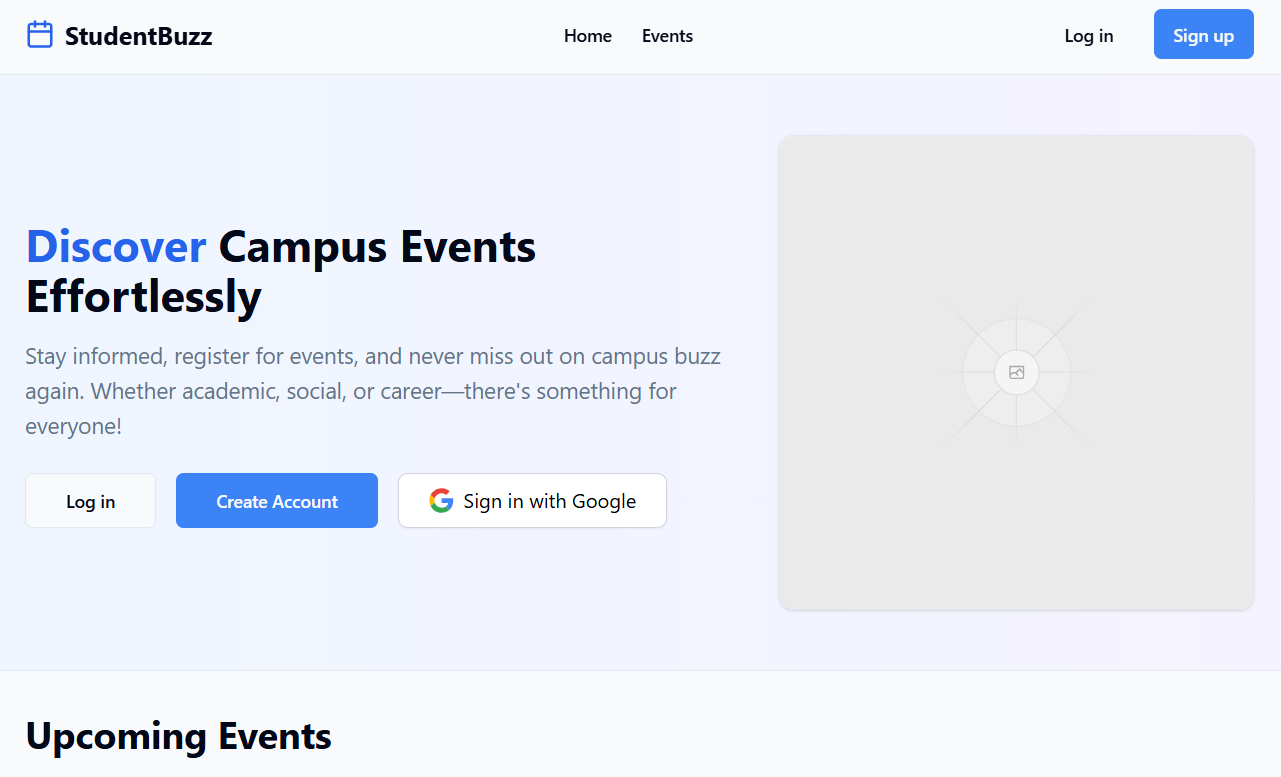 StudentBuzz
Home
Events
Log in
Sign up
Discover Campus Events
Effortlessly
Stay informed, register for events, and never miss out on campus buzz
again. Whether academic, social, or career—there's something for
everyone!
Log in
Create Account
Sign in with Google
Upcoming Events